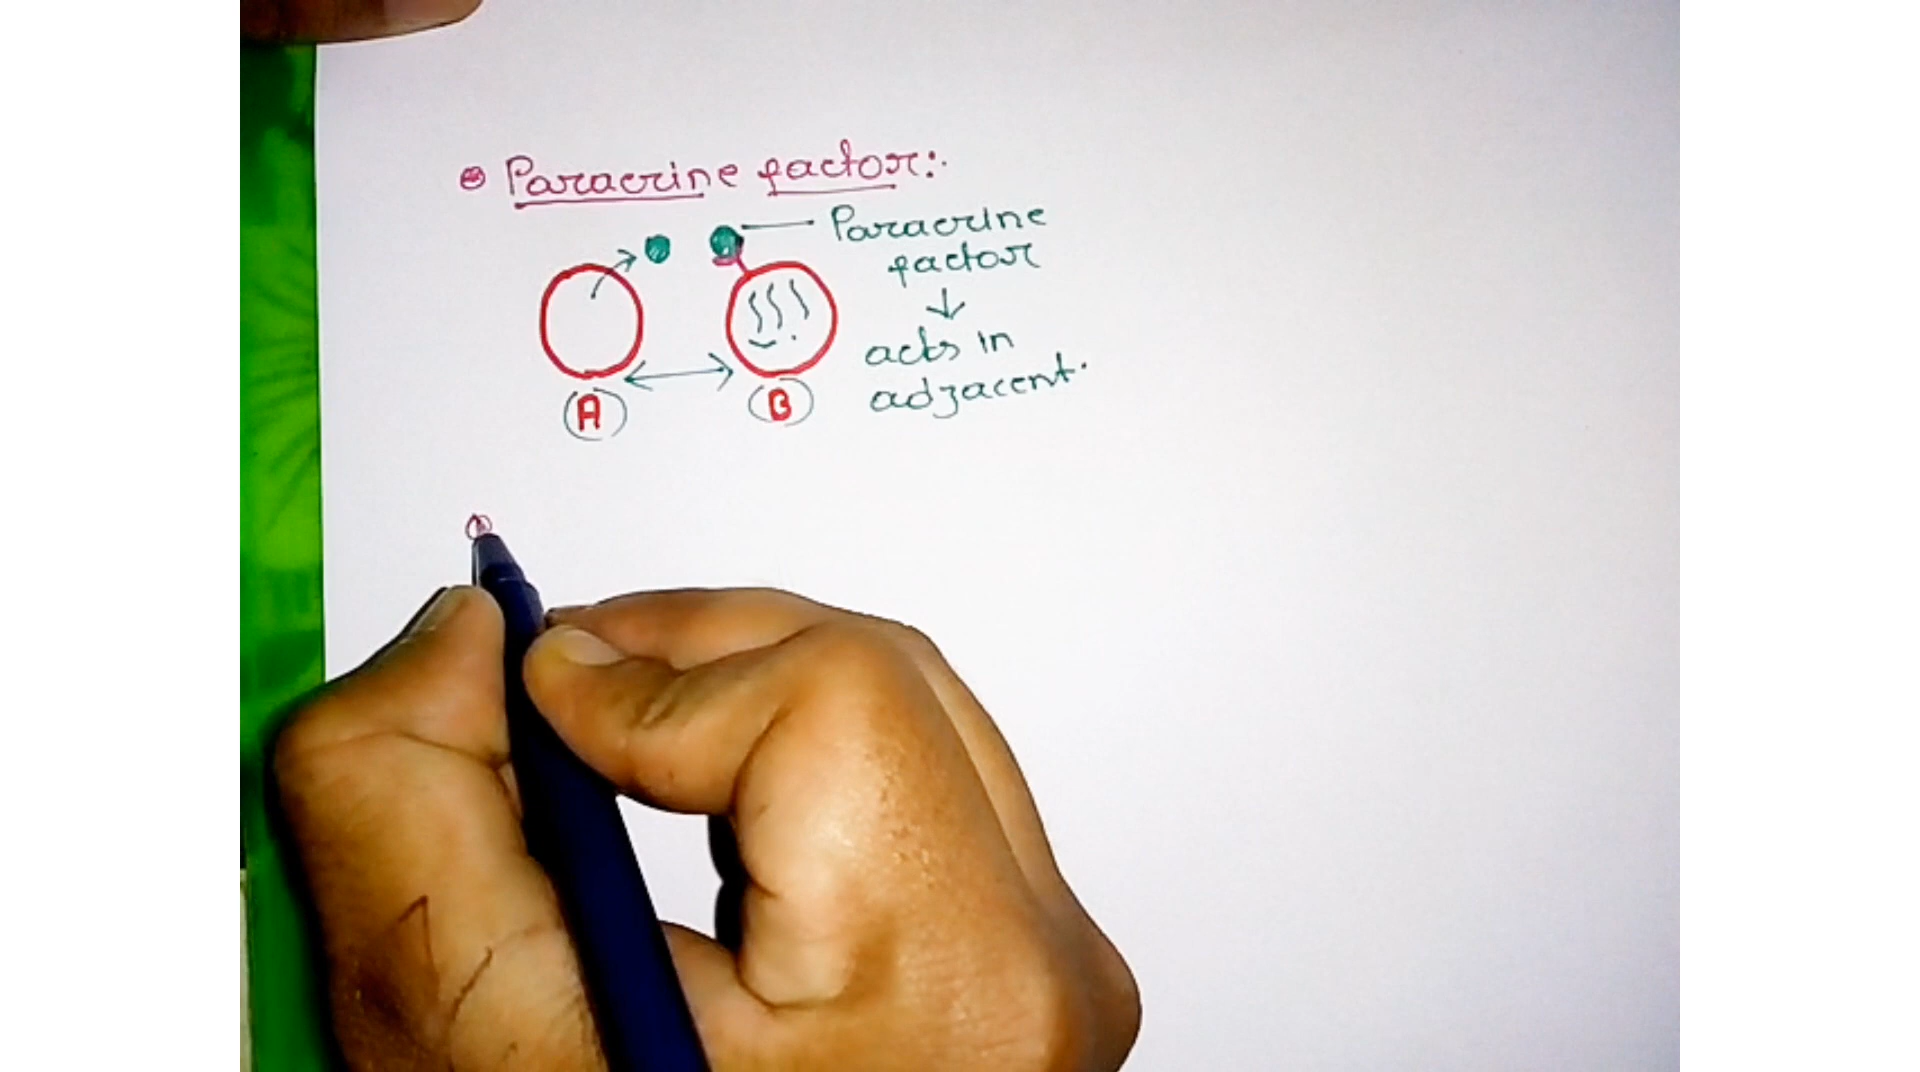 Paracrine factor:
Paracrine
factor
↓
acts in
adjacent.
A
B